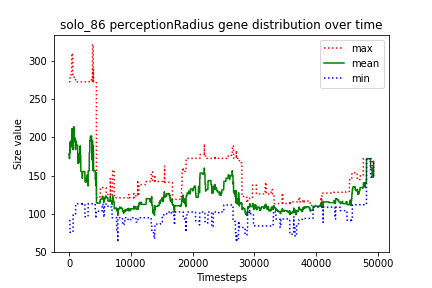 solo_86 perceptionRadius gene distribution over time
max
mean
min
Size value
300
250
200
150
100
50
0
10000
20000
30000
40000
50000
Timesteps